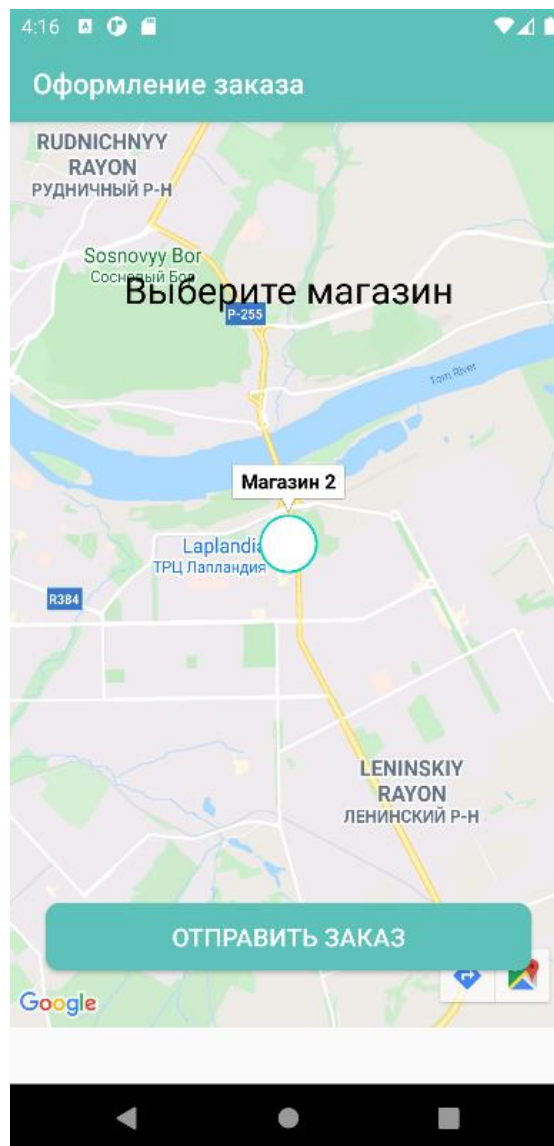 4:16
Оформление заказа
RUDNICHNYY
RAYON
РУДНИЧНЫЙ Р-Н
Sosnovyy Bor
Сосновый Бор
Выберите магазин
P-255
Tom River
Магазин 2
Laplandia
ТРЦ Лапландия
R384
LENINSKIY
RAYON
ЛЕНИНСКИЙ Р-Н
ОТПРАВИТЬ ЗАКАЗ
Google